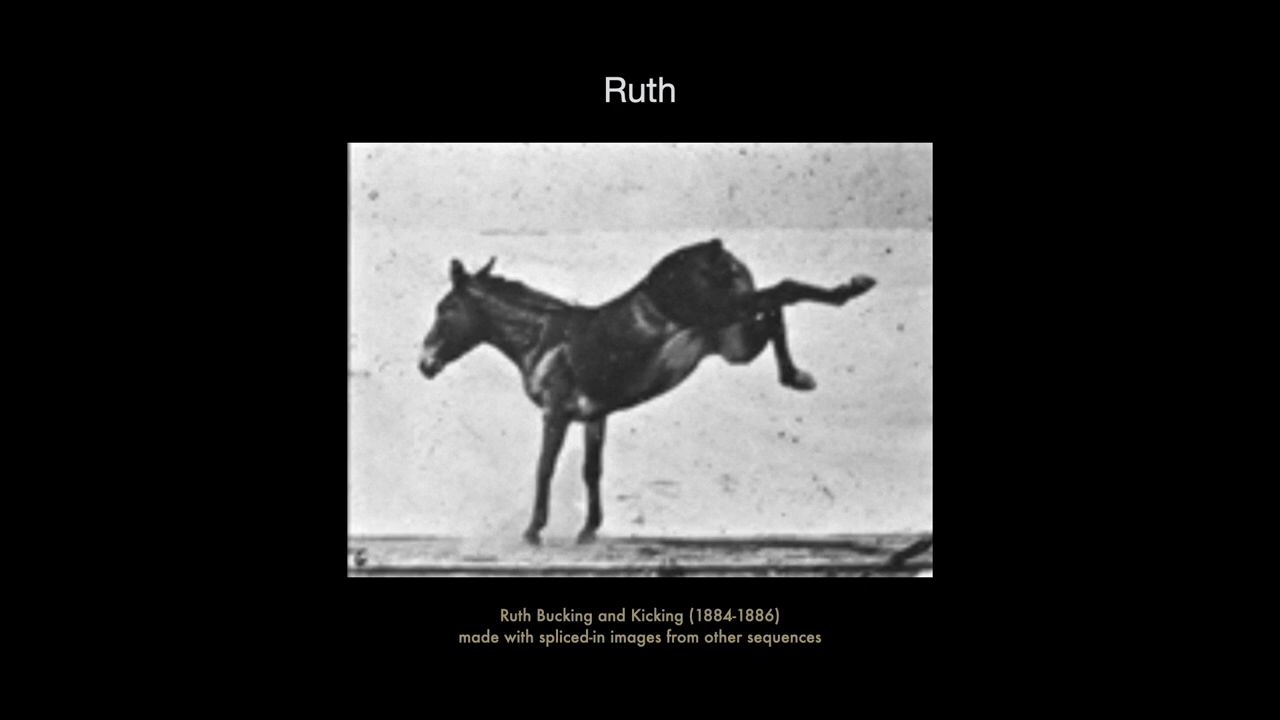 Ruth
Ruth Bucking and Kicking (1884-1886)
made with spliced-in images from other sequences